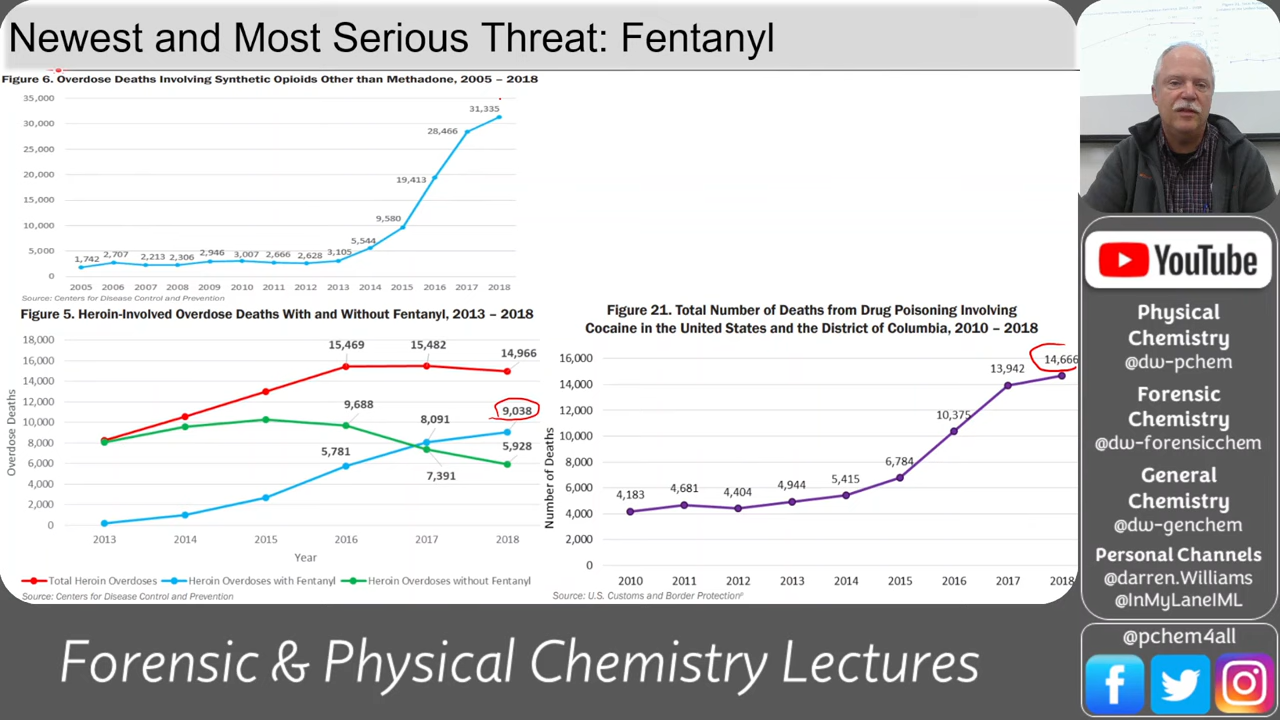 Newest and Most Serious Threat: Fentanyl
Figure 6. Overdose Deaths Involving Synthetic Opioids Other than Methadone, 2005 – 2018
35,000
30,000
25,000
20,000
15,000
10,000
5,000
0
1,742
2,707
2,213
2,306
2,946
3,007
2,666
2,628
3,105
5,544
9,580
19,413
28,466
31,335
2005 2006 2007 2008 2009 2010 2011 2012 2013 2014 2015 2016 2017 2018
Source: Centers for Disease Control and Prevention
Figure 5. Heroin-Involved Overdose Deaths With and Without Fentanyl, 2013 – 2018
Overdose Deaths
18,000
16,000
14,000
12,000
10,000
8,000
6,000
4,000
2,000
0
15,469
15,482
14,966
9,688
9,038
8,091
5,781
5,928
7,391
2013 2014 2015 2016 2017 2018
Year
Total Heroin Overdoses Heroin Overdoses with Fentanyl Heroin Overdoses without Fentanyl
Source: Centers for Disease Control and Prevention
Figure 21. Total Number of Deaths from Drug Poisoning Involving
Cocaine in the United States and the District of Columbia, 2010 – 2018
Number of Deaths
16,000
14,000
12,000
10,000
8,000
6,000
4,000
2,000
0
4,183
4,681
4,404
4,944
5,415
6,784
10,375
13,942
14,666
2010 2011 2012 2013 2014 2015 2016 2017 2018
Source: U.S. Customs and Border Protection⁶
YouTube
Physical
Chemistry
@dw-pchem
Forensic
Chemistry
@dw-forensicchem
General
Chemistry
@dw-genchem
Personal Channels
@darren.Williams
@InMyLaneIML
@pchem4all
Forensic & Physical Chemistry Lectures